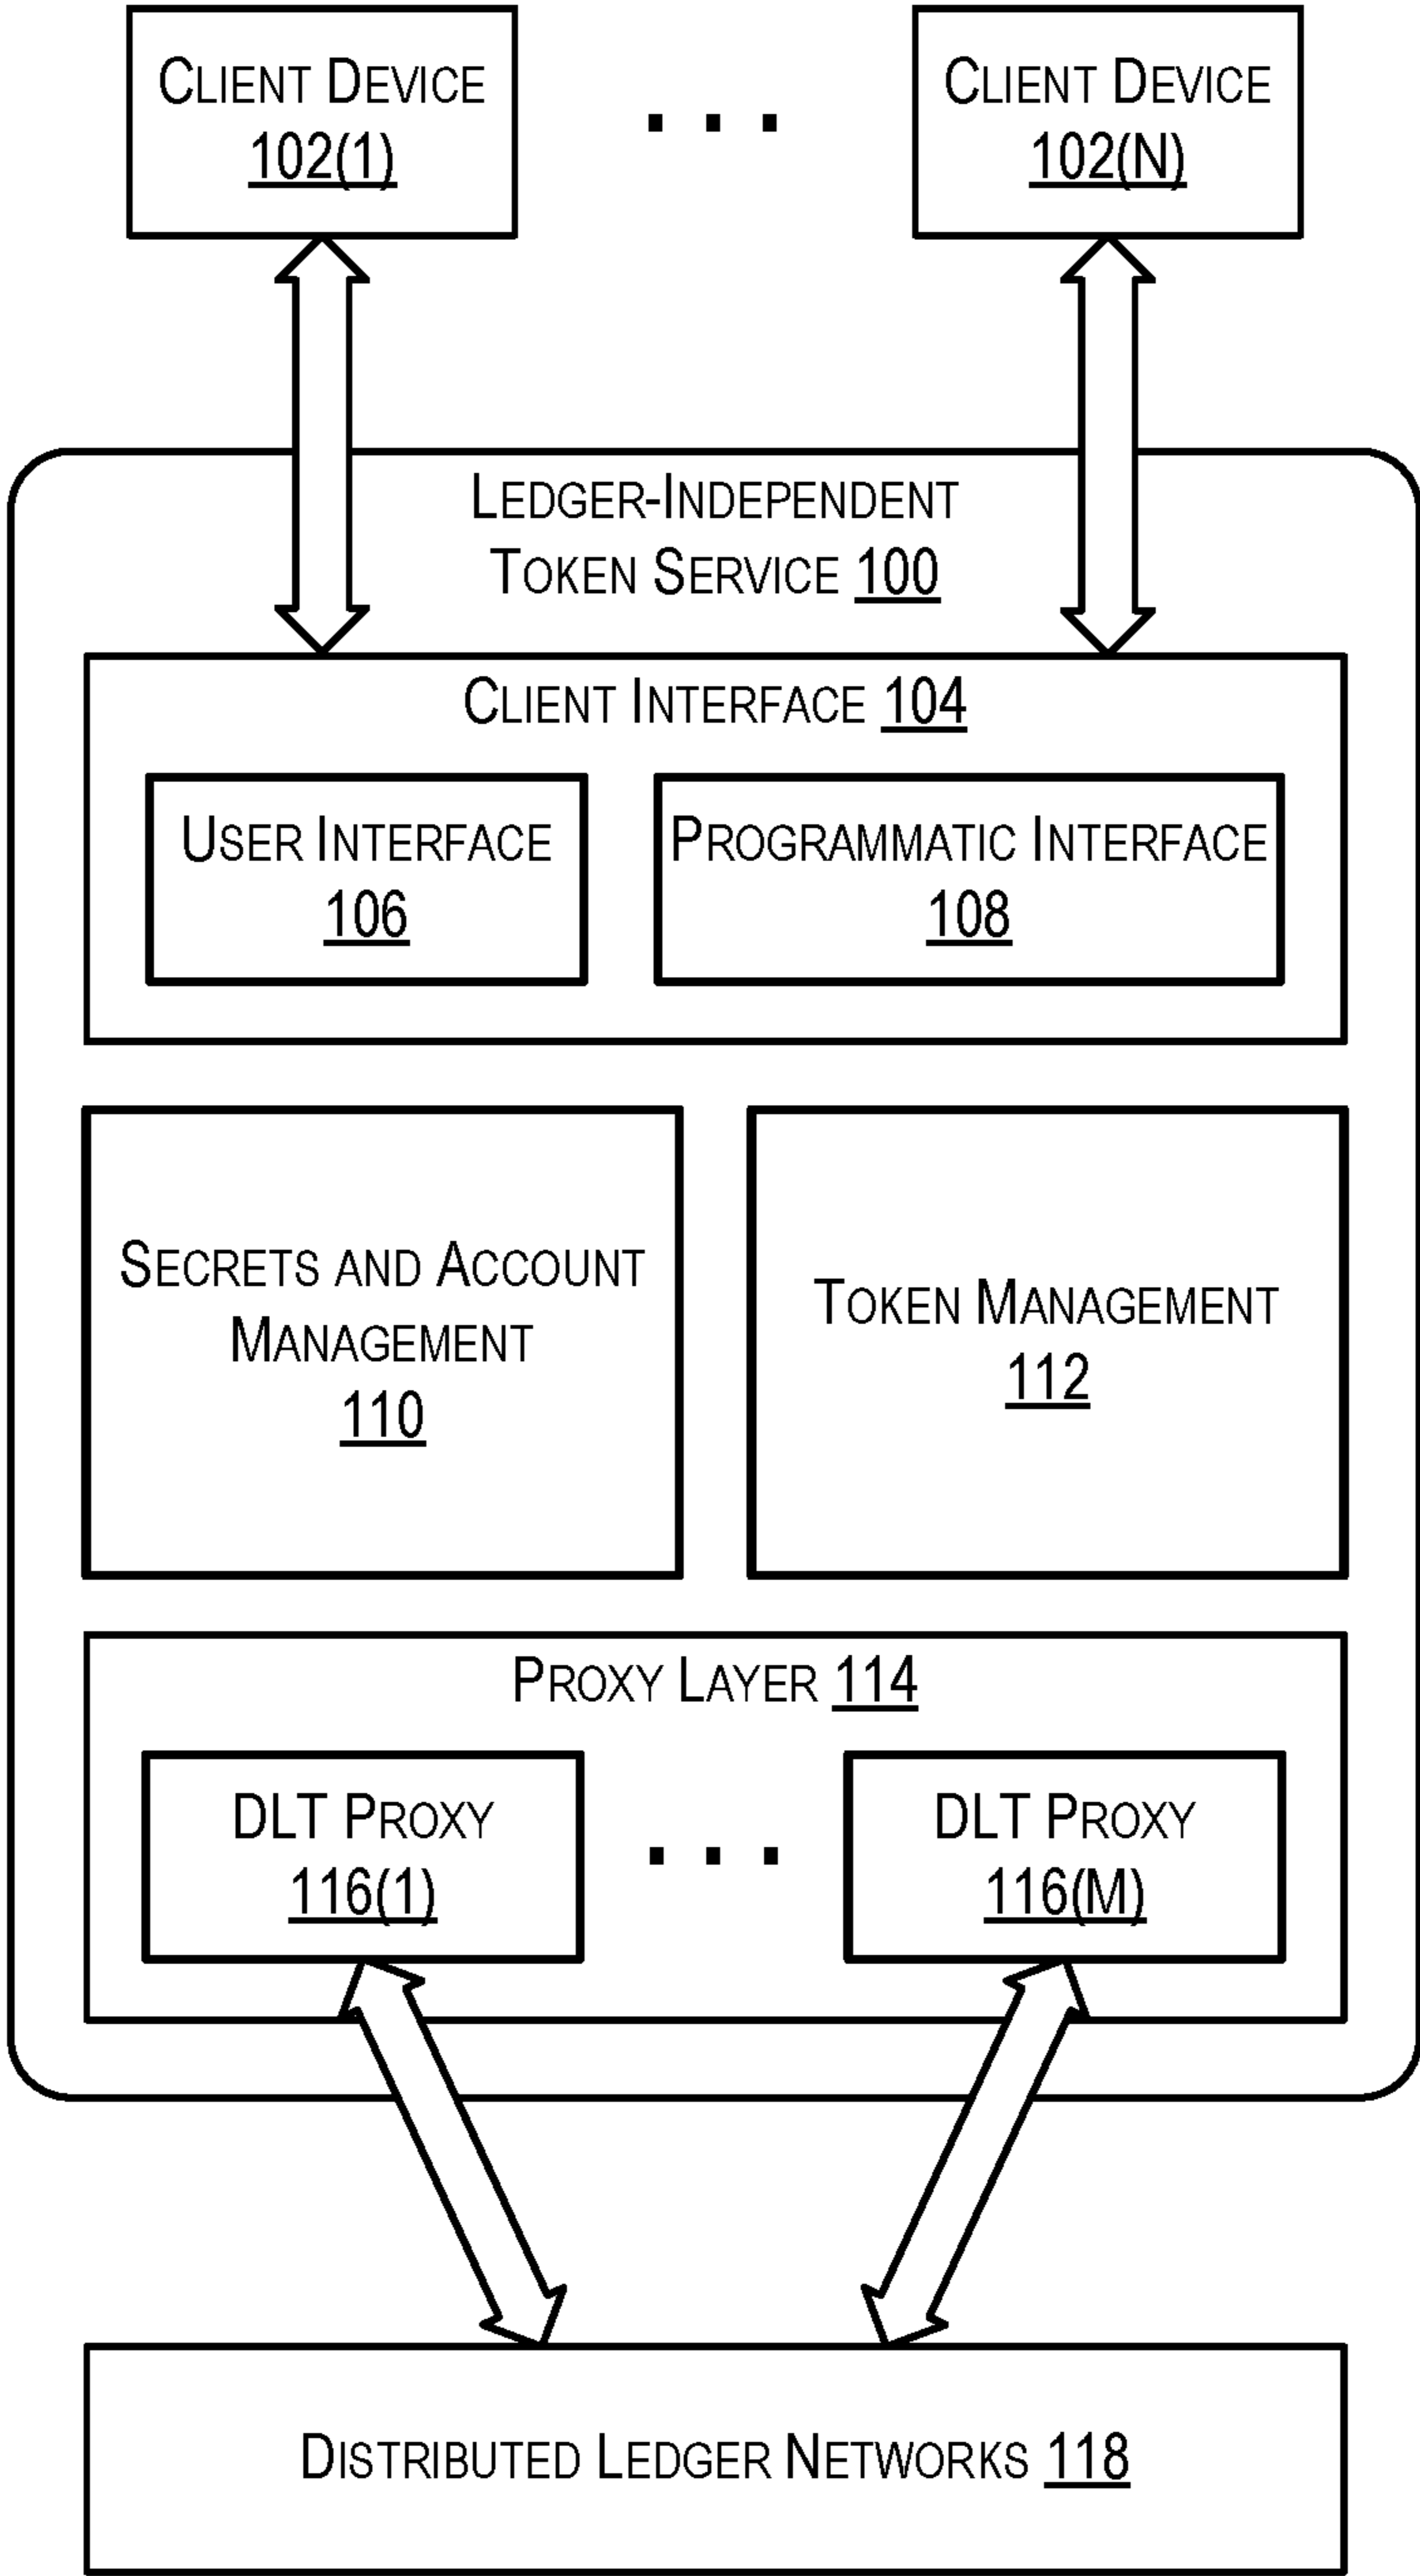 CLIENT DEVICE
102(1)
. . .
CLIENT DEVICE
102(N)
LEDGER-INDEPENDENT
TOKEN SERVICE 100
CLIENT INTERFACE 104
USER INTERFACE
106
PROGRAMMATIC INTERFACE
108
SECRETS AND ACCOUNT
MANAGEMENT
110
TOKEN MANAGEMENT
112
PROXY LAYER 114
DLT PROXY
116(1)
. . .
DLT PROXY
116(M)
DISTRIBUTED LEDGER NETWORKS 118